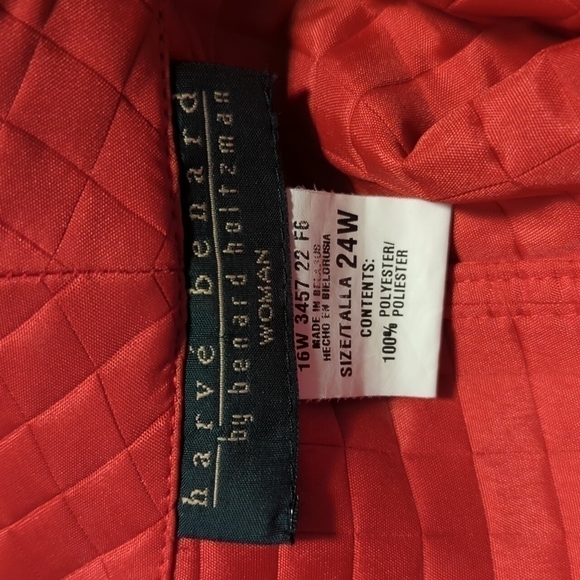 harvé benard
by benard holtzman
WOMAN
16W 3457 22 F6
MADE IN BELARUS
HECHO EN BIELORUSIA
SIZE/TALLA 24W
CONTENTS:
100% POLYESTER/
POLIESTER